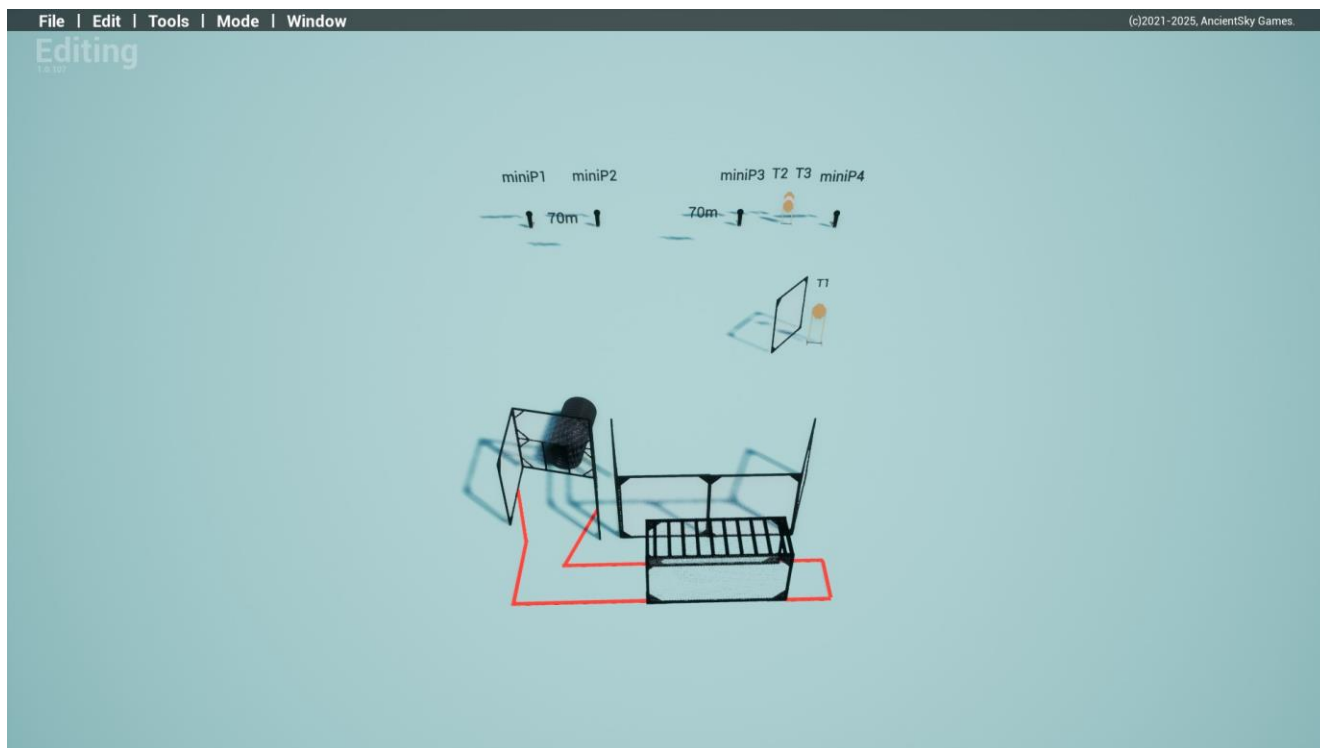 File | Edit | Tools | Mode | Window
(c)2021-2025, AncientSky Games.
Editing
miniP1
miniP2
miniP3
T2
T3
miniP4
70m
70m
T1